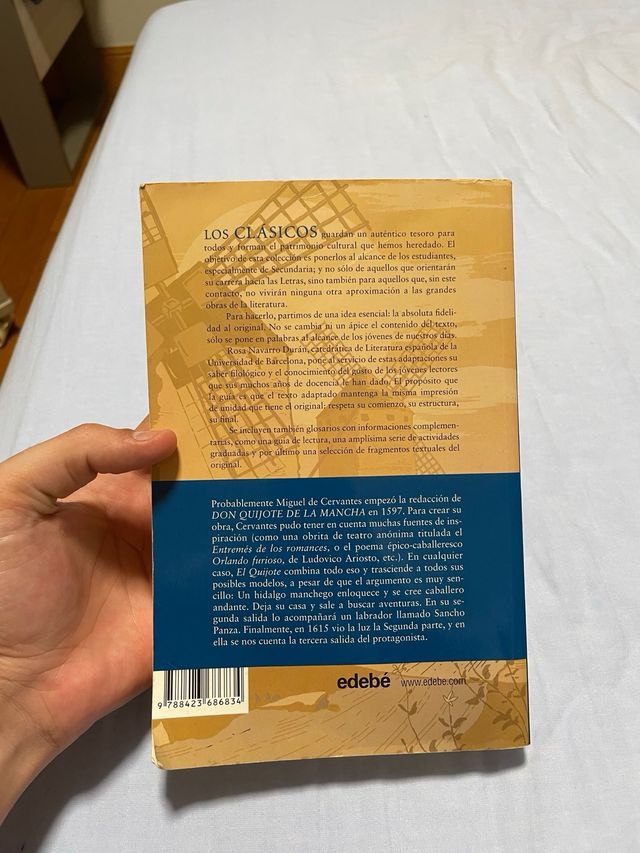 LOS CLÁSICOS guardan un auténtico tesoro para
todos y forman el patrimonio cultural que hemos heredado. El
objetivo de esta colección es ponerlos al alcance de los estudiantes,
especialmente de Secundaria; y no sólo de aquellos que orientarán
su carrera hacia las Letras, sino también para aquellos que, sin este
contacto, no vivirán ninguna otra aproximación a las grandes
obras de la literatura.
Para hacerlo, partimos de una idea esencial: la absoluta fideli-
dad al original. No se cambia ni un ápice el contenido del texto,
sólo se pone en palabras al alcance de los jóvenes de nuestros días.
Rosa Navarro Durán, catedrática de Literatura española de la
Universidad de Barcelona, pone al servicio de estas adaptaciones su
saber filológico y el conocimiento del gusto de los jóvenes lectores
que sus muchos años de docencia le han dado. El propósito que
la guía es que el texto adaptado mantenga la misma impresión
de unidad que tiene el original: respeta su comienzo, su estructura,
su final.
Se incluyen también glosarios con informaciones complemen-
tarias, como una guía de lectura, una amplísima serie de actividades
graduadas y por último una selección de fragmentos textuales del
original.
Probablemente Miguel de Cervantes empezó la redacción de
DON QUIJOTE DE LA MANCHA en 1597. Para crear su
obra, Cervantes pudo tener en cuenta muchas fuentes de ins-
piración (como una obrita de teatro anónima titulada el
Entremés de los romances, o el poema épico-caballeresco
Orlando furioso, de Ludovico Ariosto, etc.). En cualquier
caso, El Quijote combina todo eso y trasciende a todos sus
posibles modelos, a pesar de que el argumento es muy sen-
cillo: Un hidalgo manchego enloquece y se cree caballero
andante. Deja su casa y sale a buscar aventuras. En su se-
gunda salida lo acompañará un labrador llamado Sancho
Panza. Finalmente, en 1615 vio la luz la Segunda parte, y en
ella se nos cuenta la tercera salida del protagonista.
edebé www.edebe.com
9 788423 686834